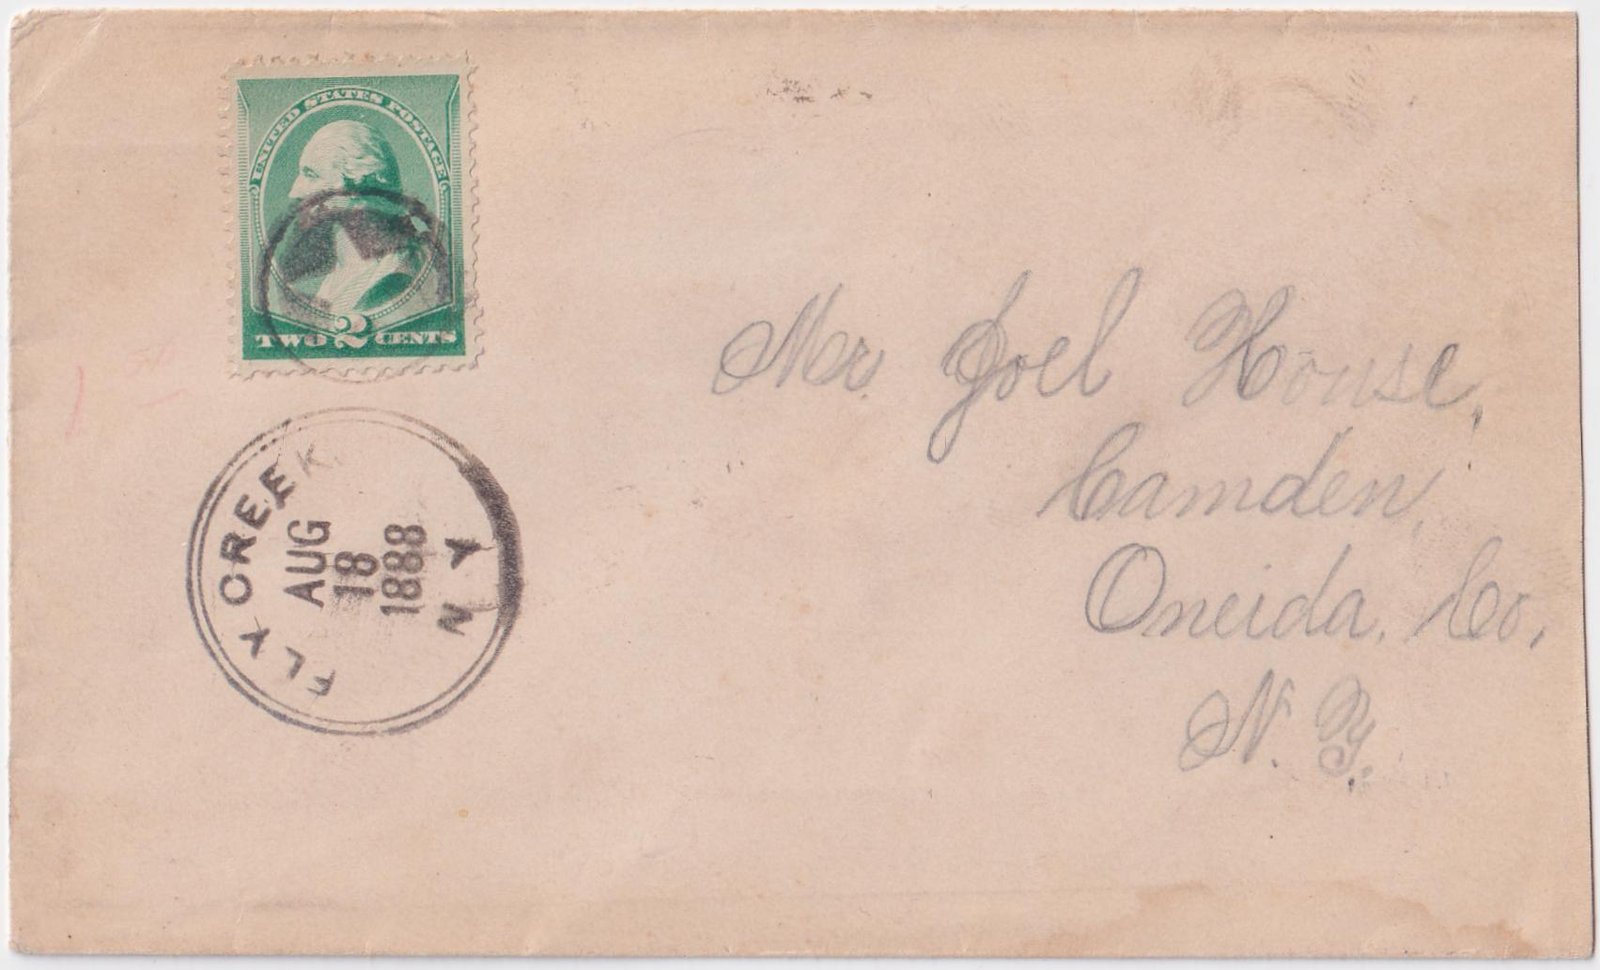 UNITED STATES POSTAGE
TWO 2 CENTS
FLY CREEK
AUG
18
1888
N Y
Mr. Joel House,
Camden,
Oneida, Co,
N. Y.